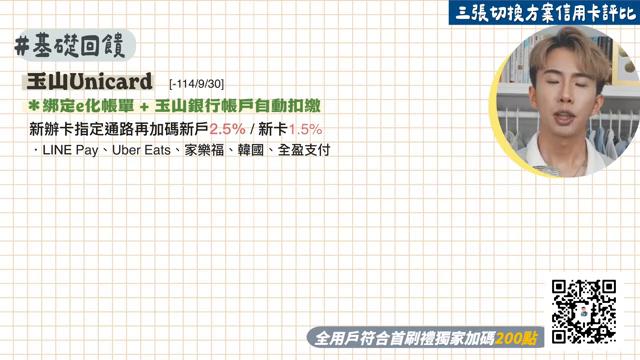 三張切換方案信用卡評比
#基礎回饋
玉山Unicard [-114/9/30]
＊綁定e化帳單 + 玉山銀行帳戶自動扣繳
新辦卡指定通路再加碼新戶2.5% / 新卡1.5%
．LINE Pay、Uber Eats、家樂福、韓國、全盈支付
全用戶符合首刷禮獨家加碼200點